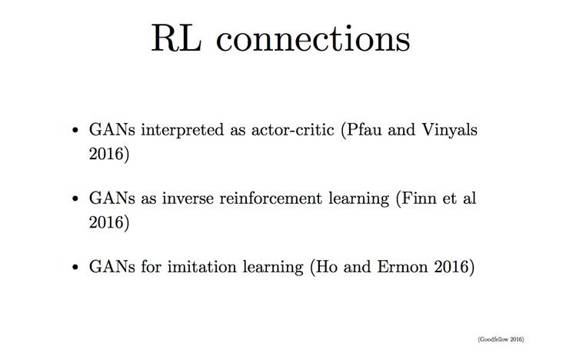 RL connections
• GANs interpreted as actor-critic (Pfau and Vinyals
2016)
• GANs as inverse reinforcement learning (Finn et al
2016)
• GANs for imitation learning (Ho and Ermon 2016)
(Goodfellow 2016)